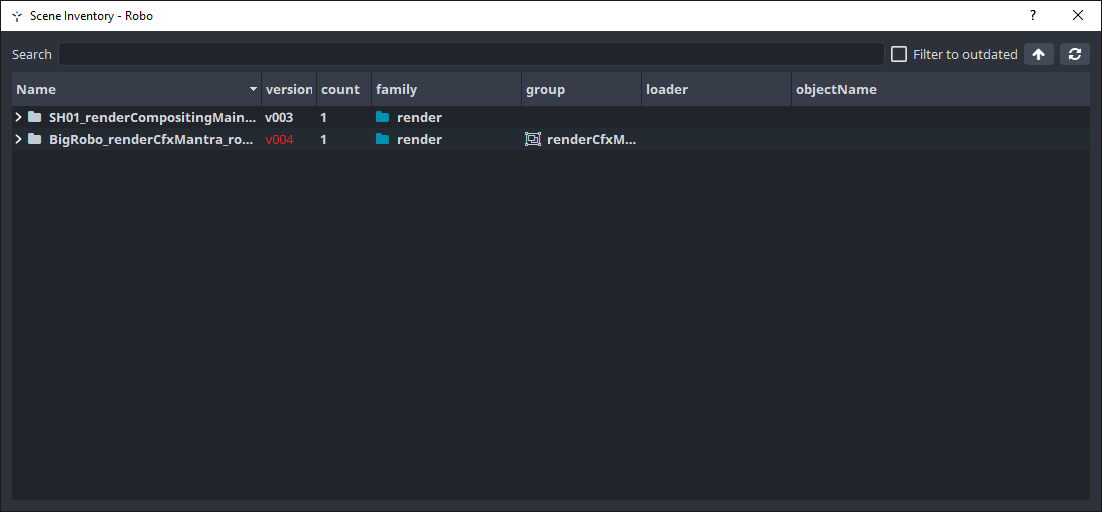 Scene Inventory - Robo ?
Search Filter to outdated
Name version count family group loader objectName
SH01_renderCompositingMain... v003 1 render
BigRobo_renderCfxMantra_ro... v004 1 render renderCfxM...